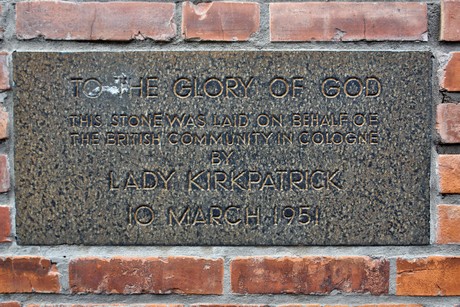 TO THE GLORY OF GOD
THIS STONE WAS LAID ON BEHALF OF
THE BRITISH COMMUNITY IN COLOGNE
BY
LADY KIRKPATRICK
10 MARCH 1951